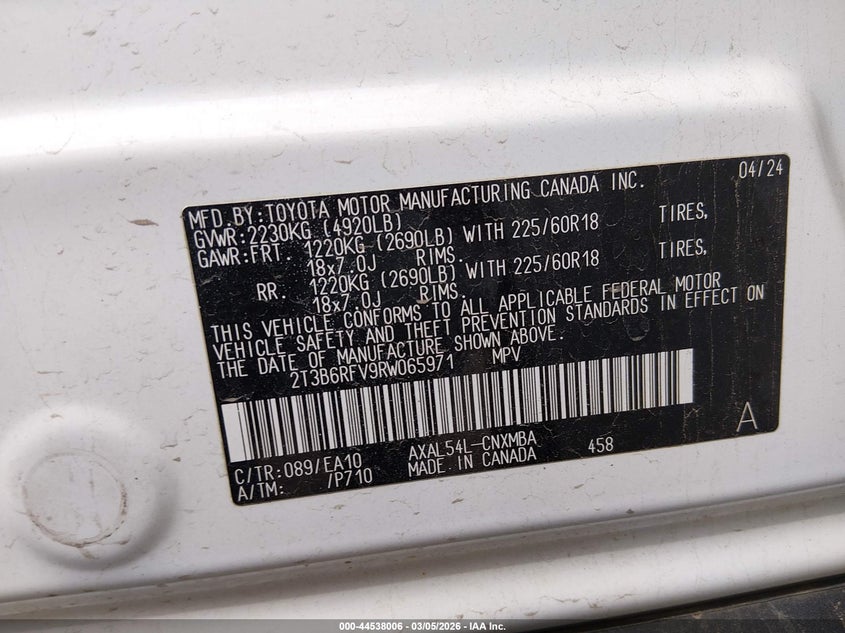 04/24
MFD.BY:TOYOTA MOTOR MANUFACTURING CANADA INC.
GVWR:2230KG (4920LB)
GAWR:FRT. 1220KG (2690LB) WITH 225/60R18 TIRES,
18x7.0J RIMS.
RR. 1220KG (2690LB) WITH 225/60R18 TIRES,
18x7.0J RIMS.
THIS VEHICLE CONFORMS TO ALL APPLICABLE FEDERAL MOTOR
VEHICLE SAFETY AND THEFT PREVENTION STANDARDS IN EFFECT ON
THE DATE OF MANUFACTURE SHOWN ABOVE.
2T3B6RFV9RW065971 MPV
C/TR:089/EA10 AXAL54L-CNXMBA 458 A
A/TM: /P710 MADE IN CANADA
000-44538006 — 03/05/2026 — IAA Inc.